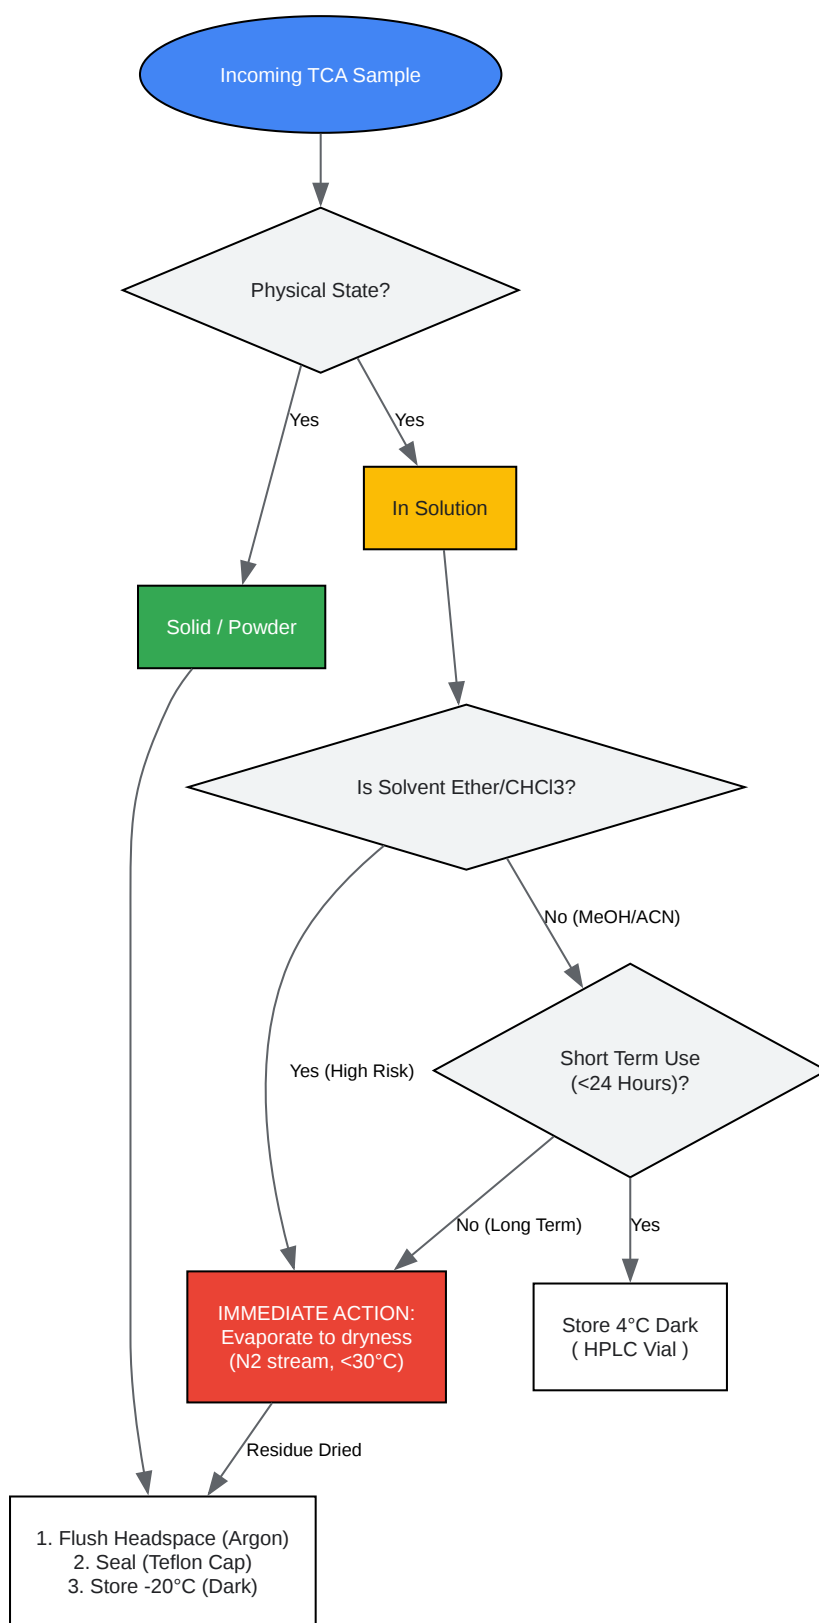 Incoming TCA Sample
Physical State?
Yes
Yes
In Solution
Solid / Powder
Is Solvent Ether/CHCl3?
No (MeOH/ACN)
Short Term Use
(<24 Hours)?
Yes (High Risk)
No (Long Term)
Yes
IMMEDIATE ACTION:
Evaporate to dryness
(N2 stream, <30°C)
Store 4°C Dark
( HPLC Vial )
Residue Dried
1. Flush Headspace (Argon)
2. Seal (Teflon Cap)
3. Store -20°C (Dark)